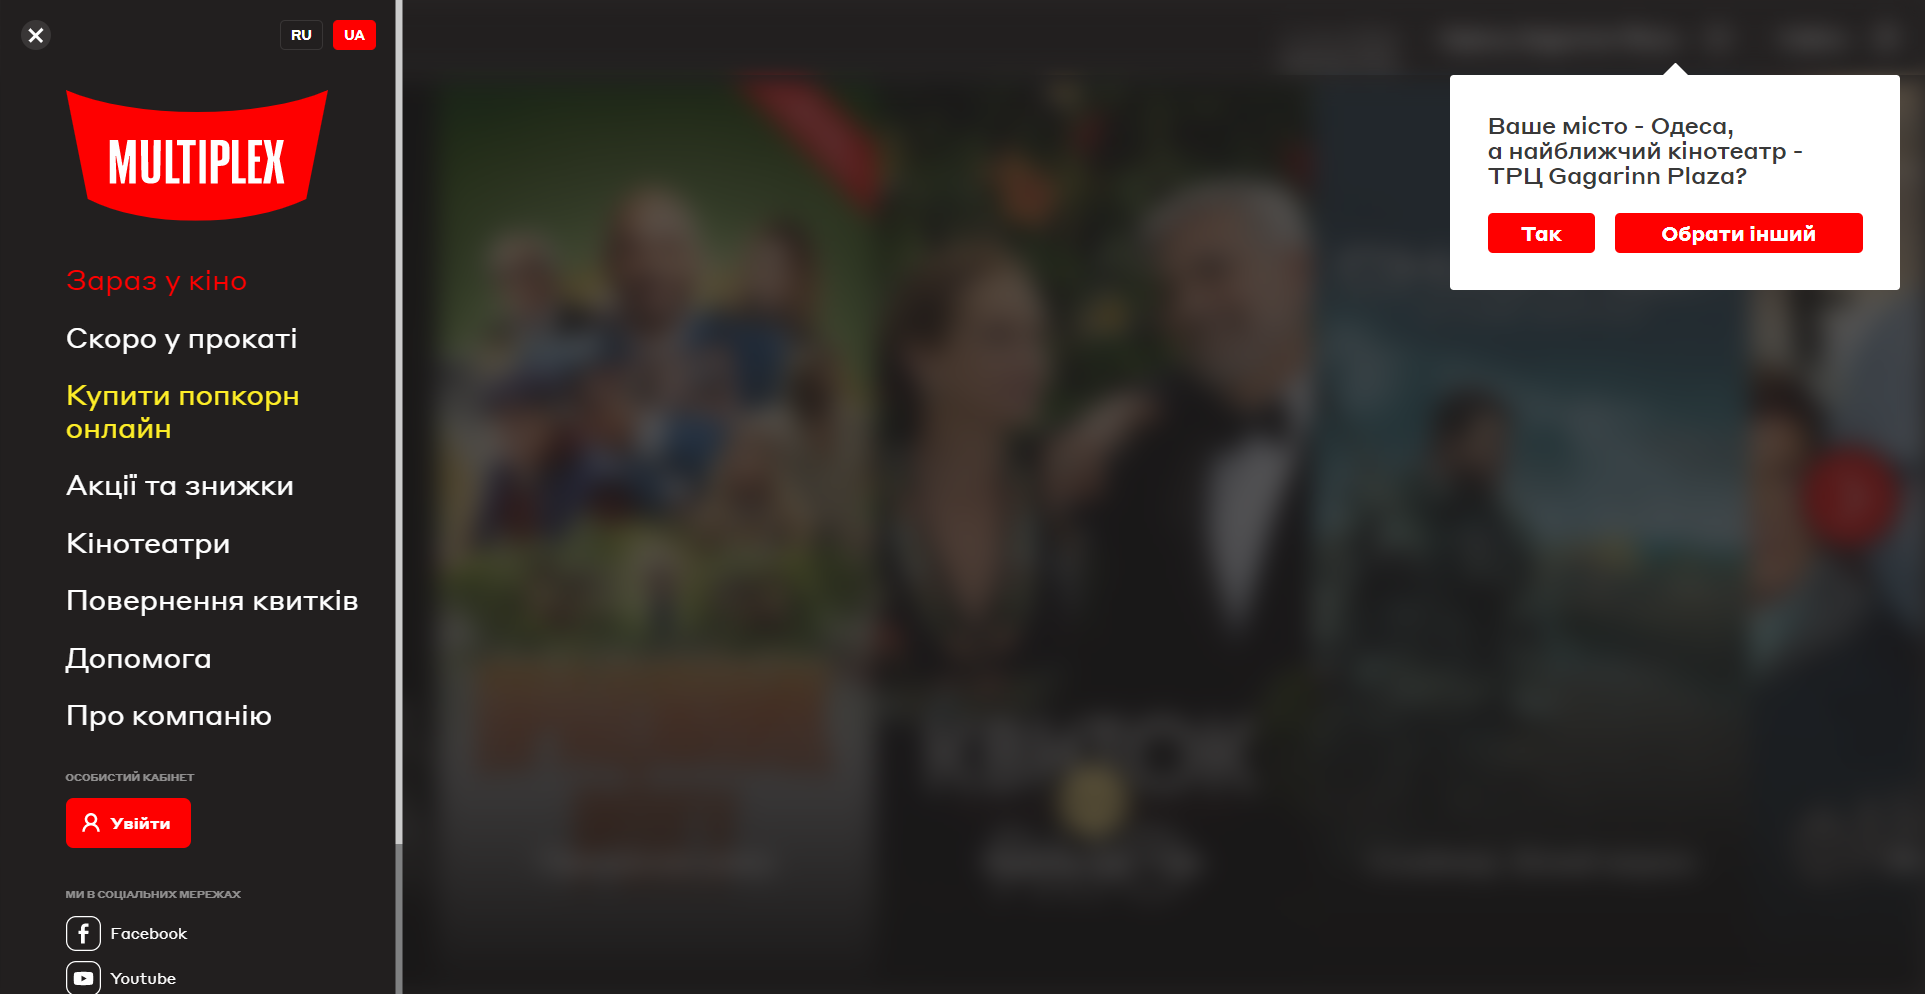 RU
UA
MULTIPLEX
Зараз у кіно
Скоро у прокаті
Купити попкорн
онлайн
Акції та знижки
Кінотеатри
Повернення квитків
Допомога
Про компанію
ОСОБИСТИЙ КАБІНЕТ
Увійти
МИ В СОЦІАЛЬНИХ МЕРЕЖАХ
Facebook
Youtube
Ваше місто - Одеса,
а найближчий кінотеатр -
ТРЦ Gagarinn Plaza?
Так
Обрати інший